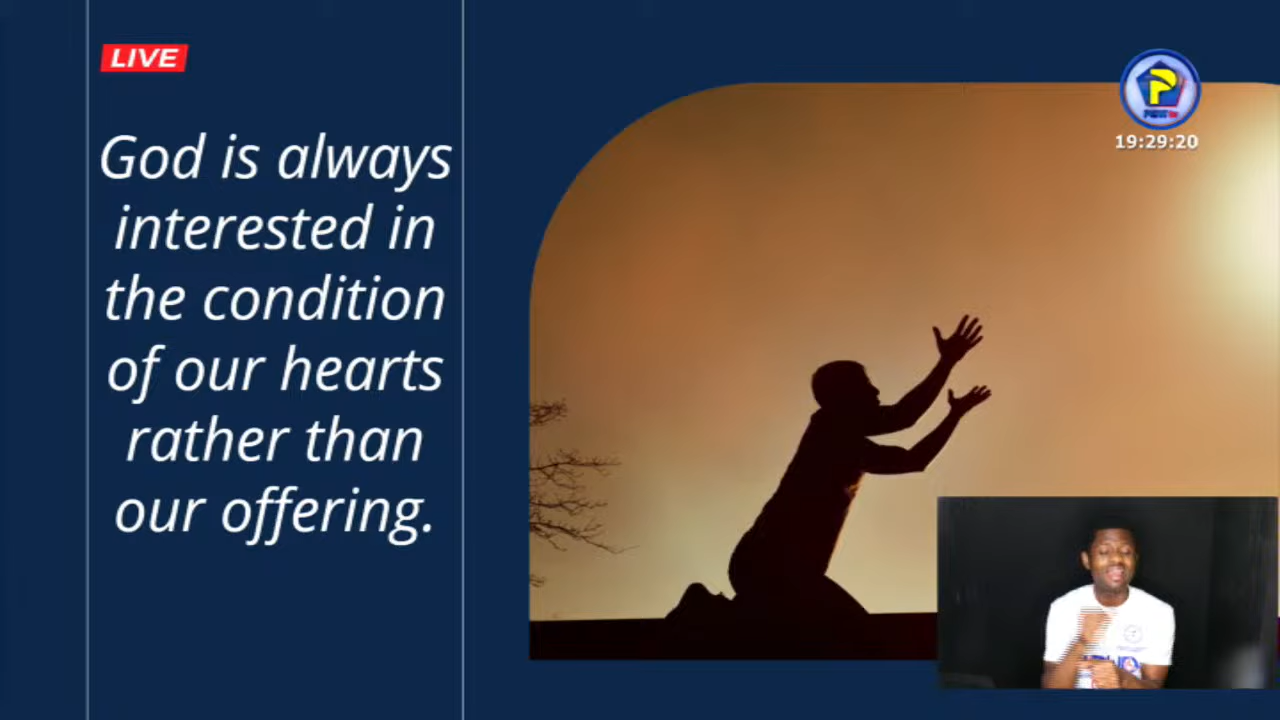 LIVE
God is always
interested in
the condition
of our hearts
rather than
our offering.
P
19:29:20